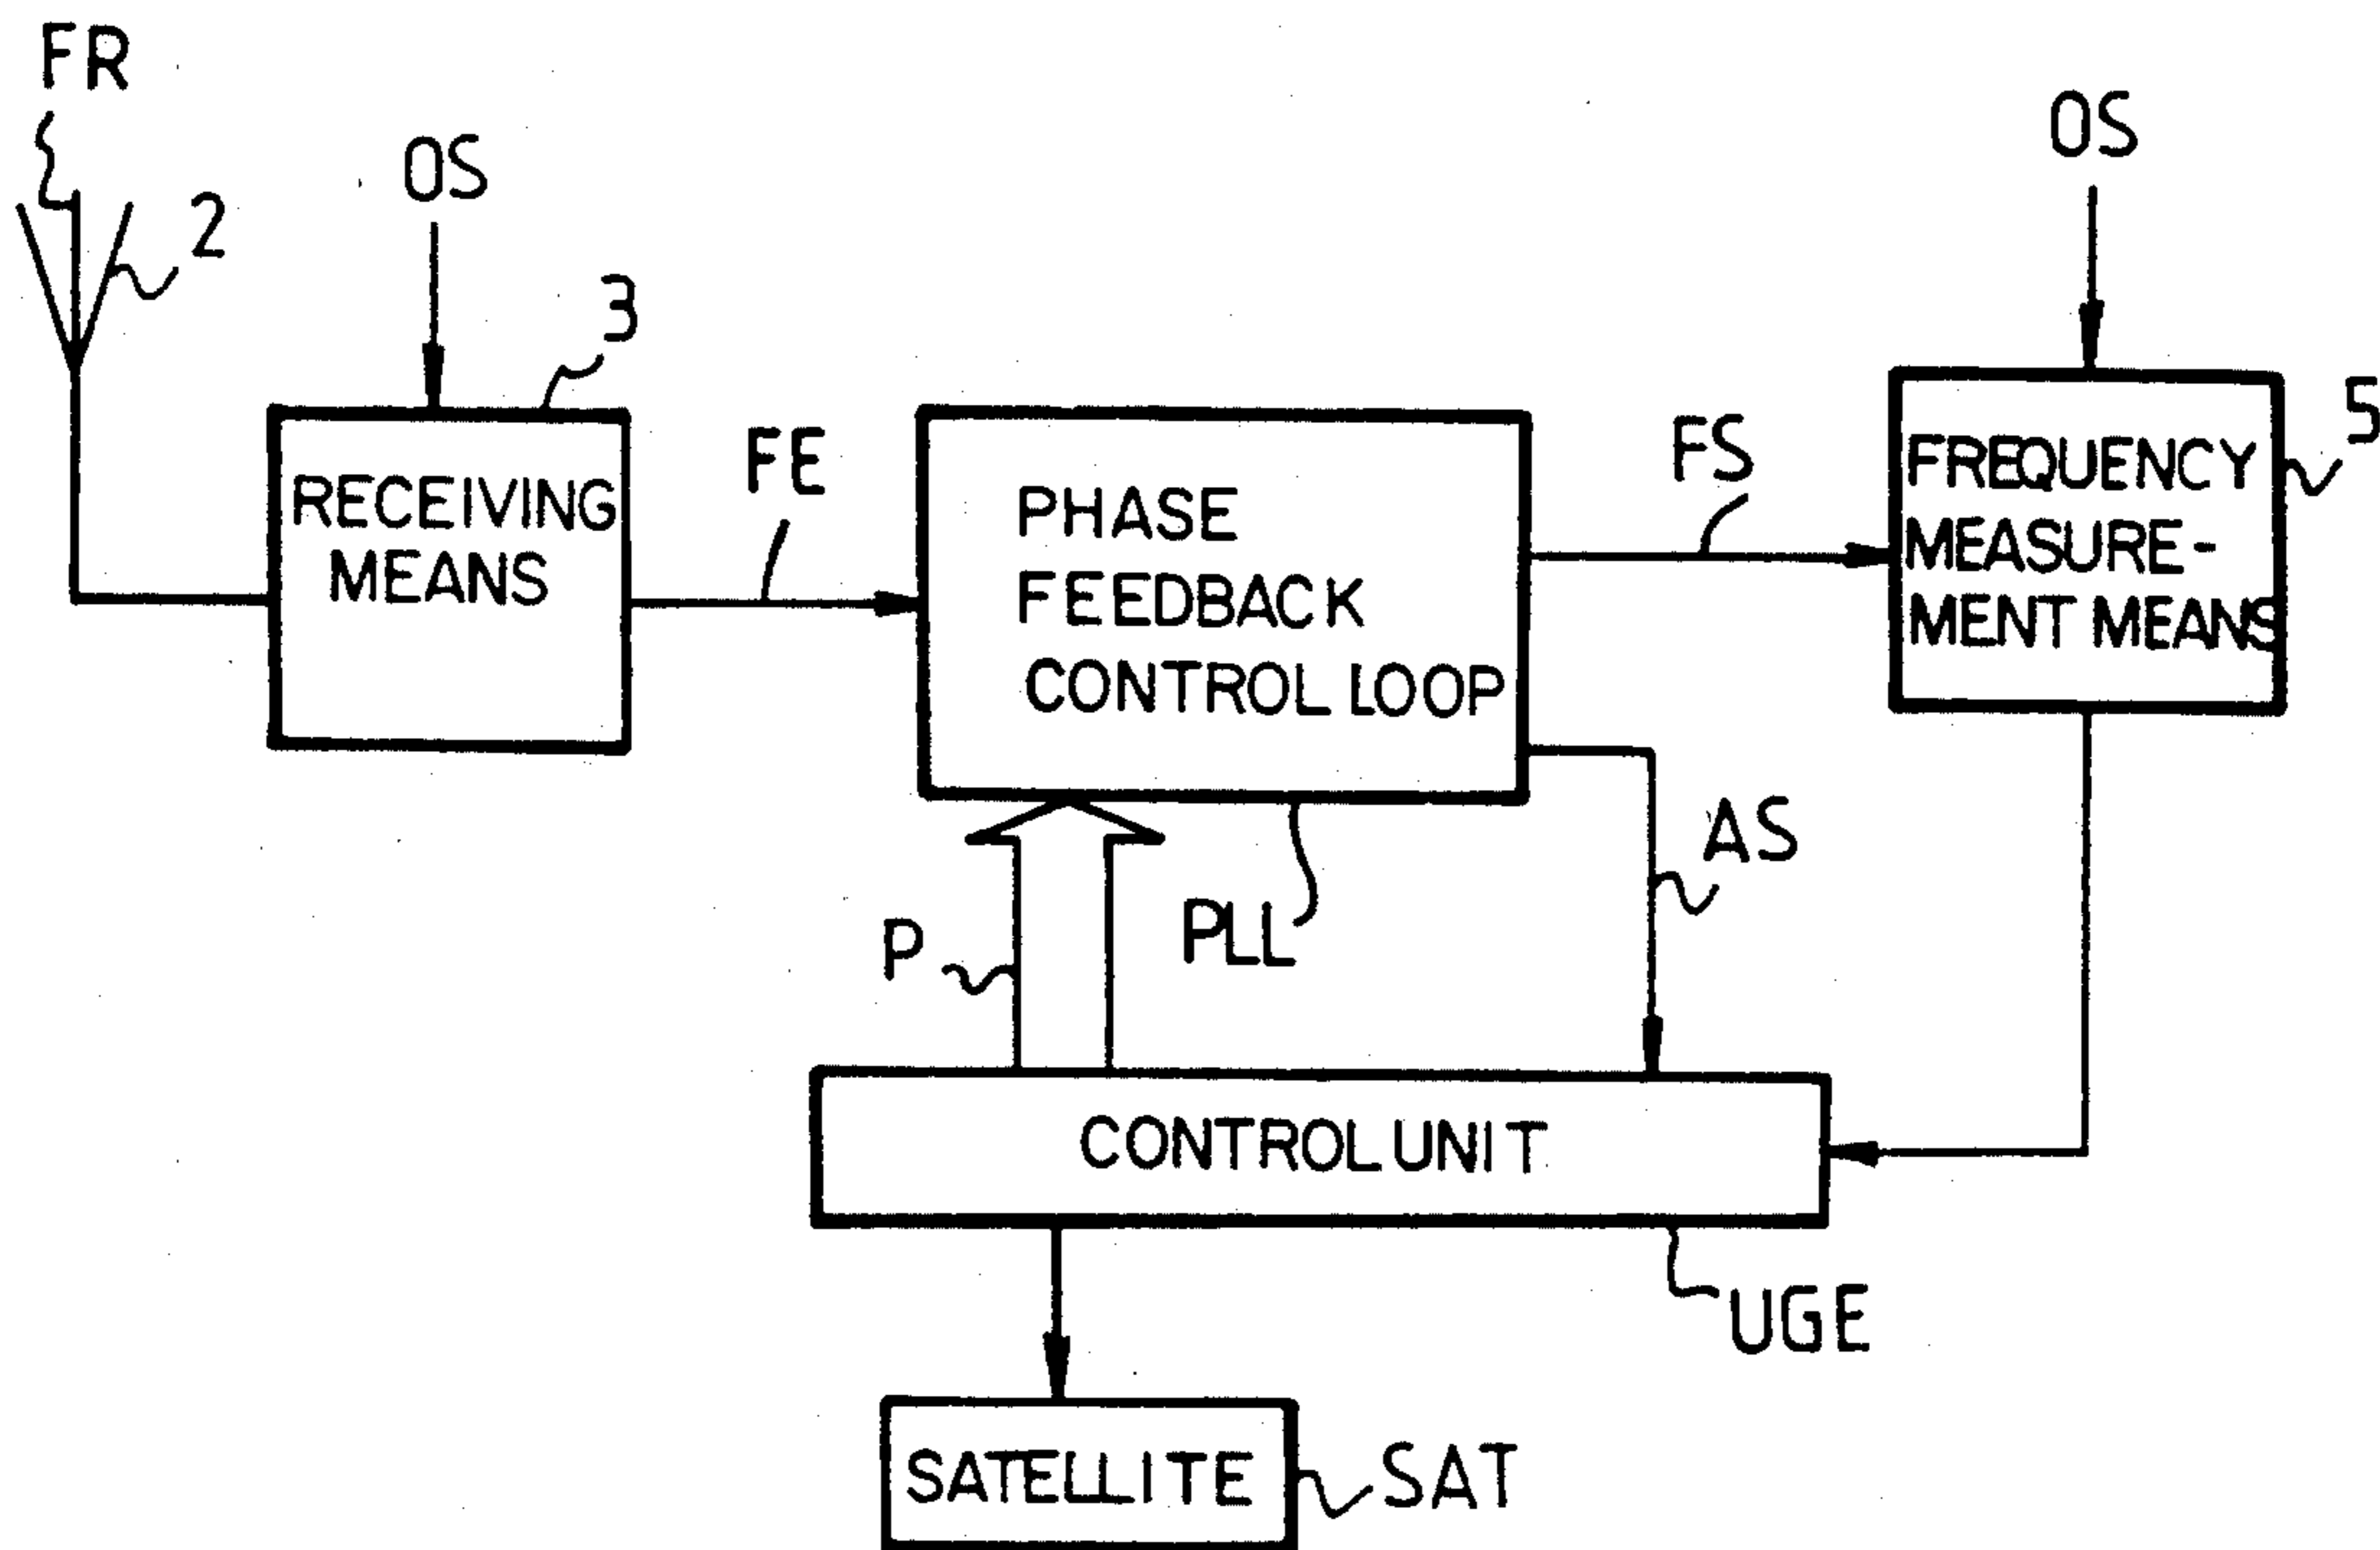 FR
OS
OS
2
3
RECEIVING
MEANS
FE
PHASE
FEEDBACK
CONTROL LOOP
FS
FREQUENCY
MEASURE-
MENT MEANS
5
AS
P
PLL
CONTROL UNIT
UGE
SATELLITE
SAT